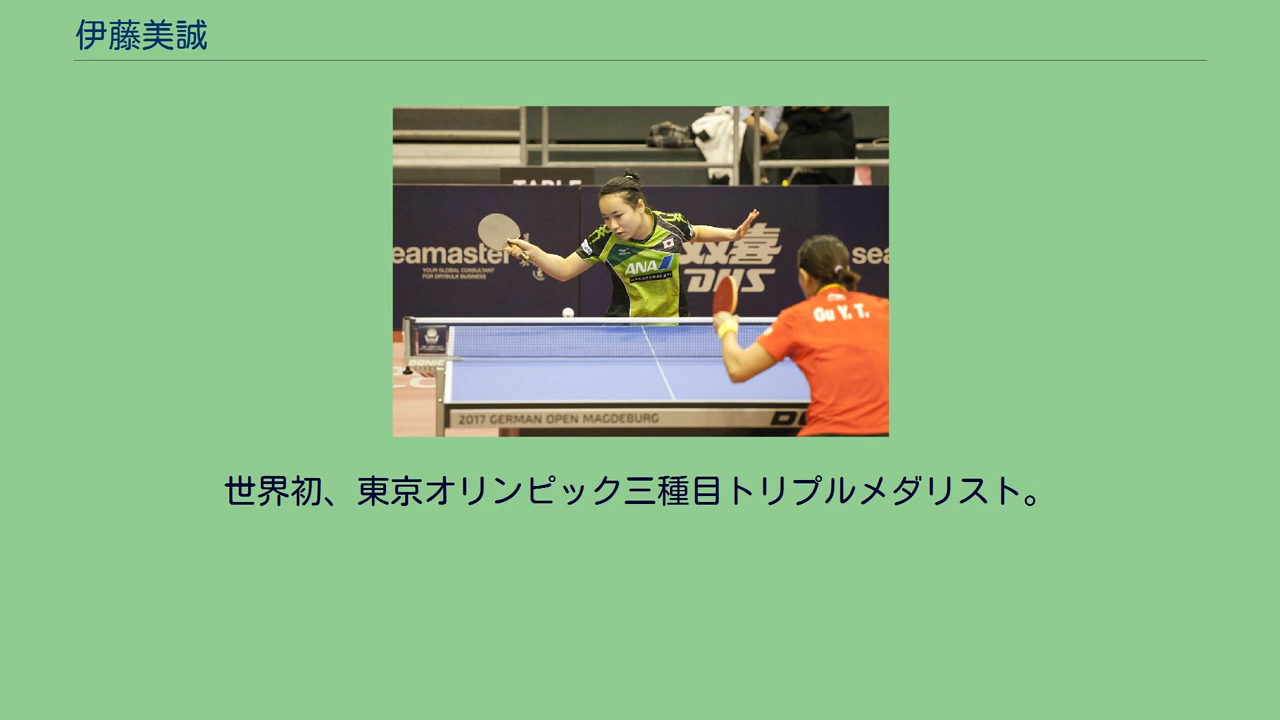 伊藤美誠
TABLE
seamaster
YOUR GLOBAL CONSULTANT
FOR DRYBULK BUSINESS
双喜
DHS
sea
ANA
Gu Y. T.
DONIC
2017 GERMAN OPEN MAGDEBURG
世界初、東京オリンピック三種目トリプルメダリスト。